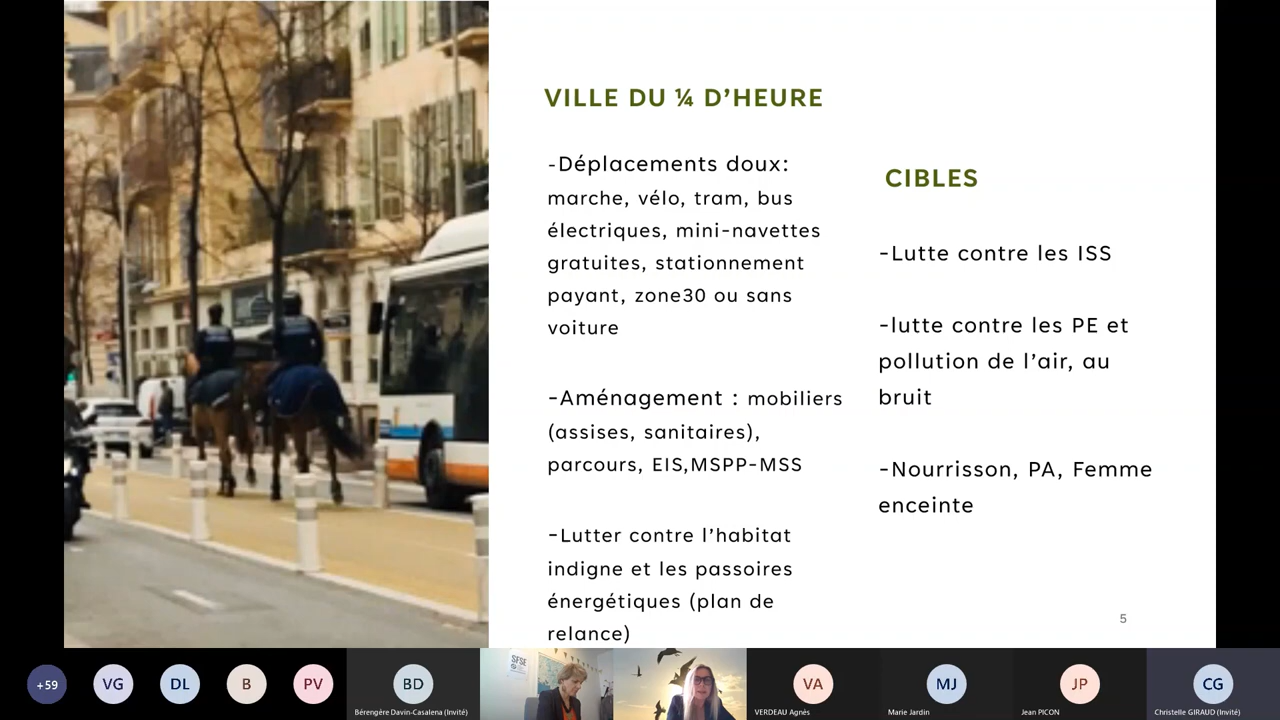 VILLE DU ¼ D’HEURE
-Déplacements doux:
marche, vélo, tram, bus
électriques, mini-navettes
gratuites, stationnement
payant, zone30 ou sans
voiture
-Aménagement : mobiliers
(assises, sanitaires),
parcours, EIS,MSPP-MSS
-Lutter contre l’habitat
indigne et les passoires
énergétiques (plan de
relance)
CIBLES
-Lutte contre les ISS
-lutte contre les PE et
pollution de l’air, au
bruit
-Nourrisson, PA, Femme
enceinte
5
+59
VG
DL
B
PV
BD
Bérengère Davin-Casalena (Invité)
SFSE
VA
VERDEAU Agnès
MJ
Marie Jardin
JP
Jean PICON
CG
Christelle GIRAUD (Invité)